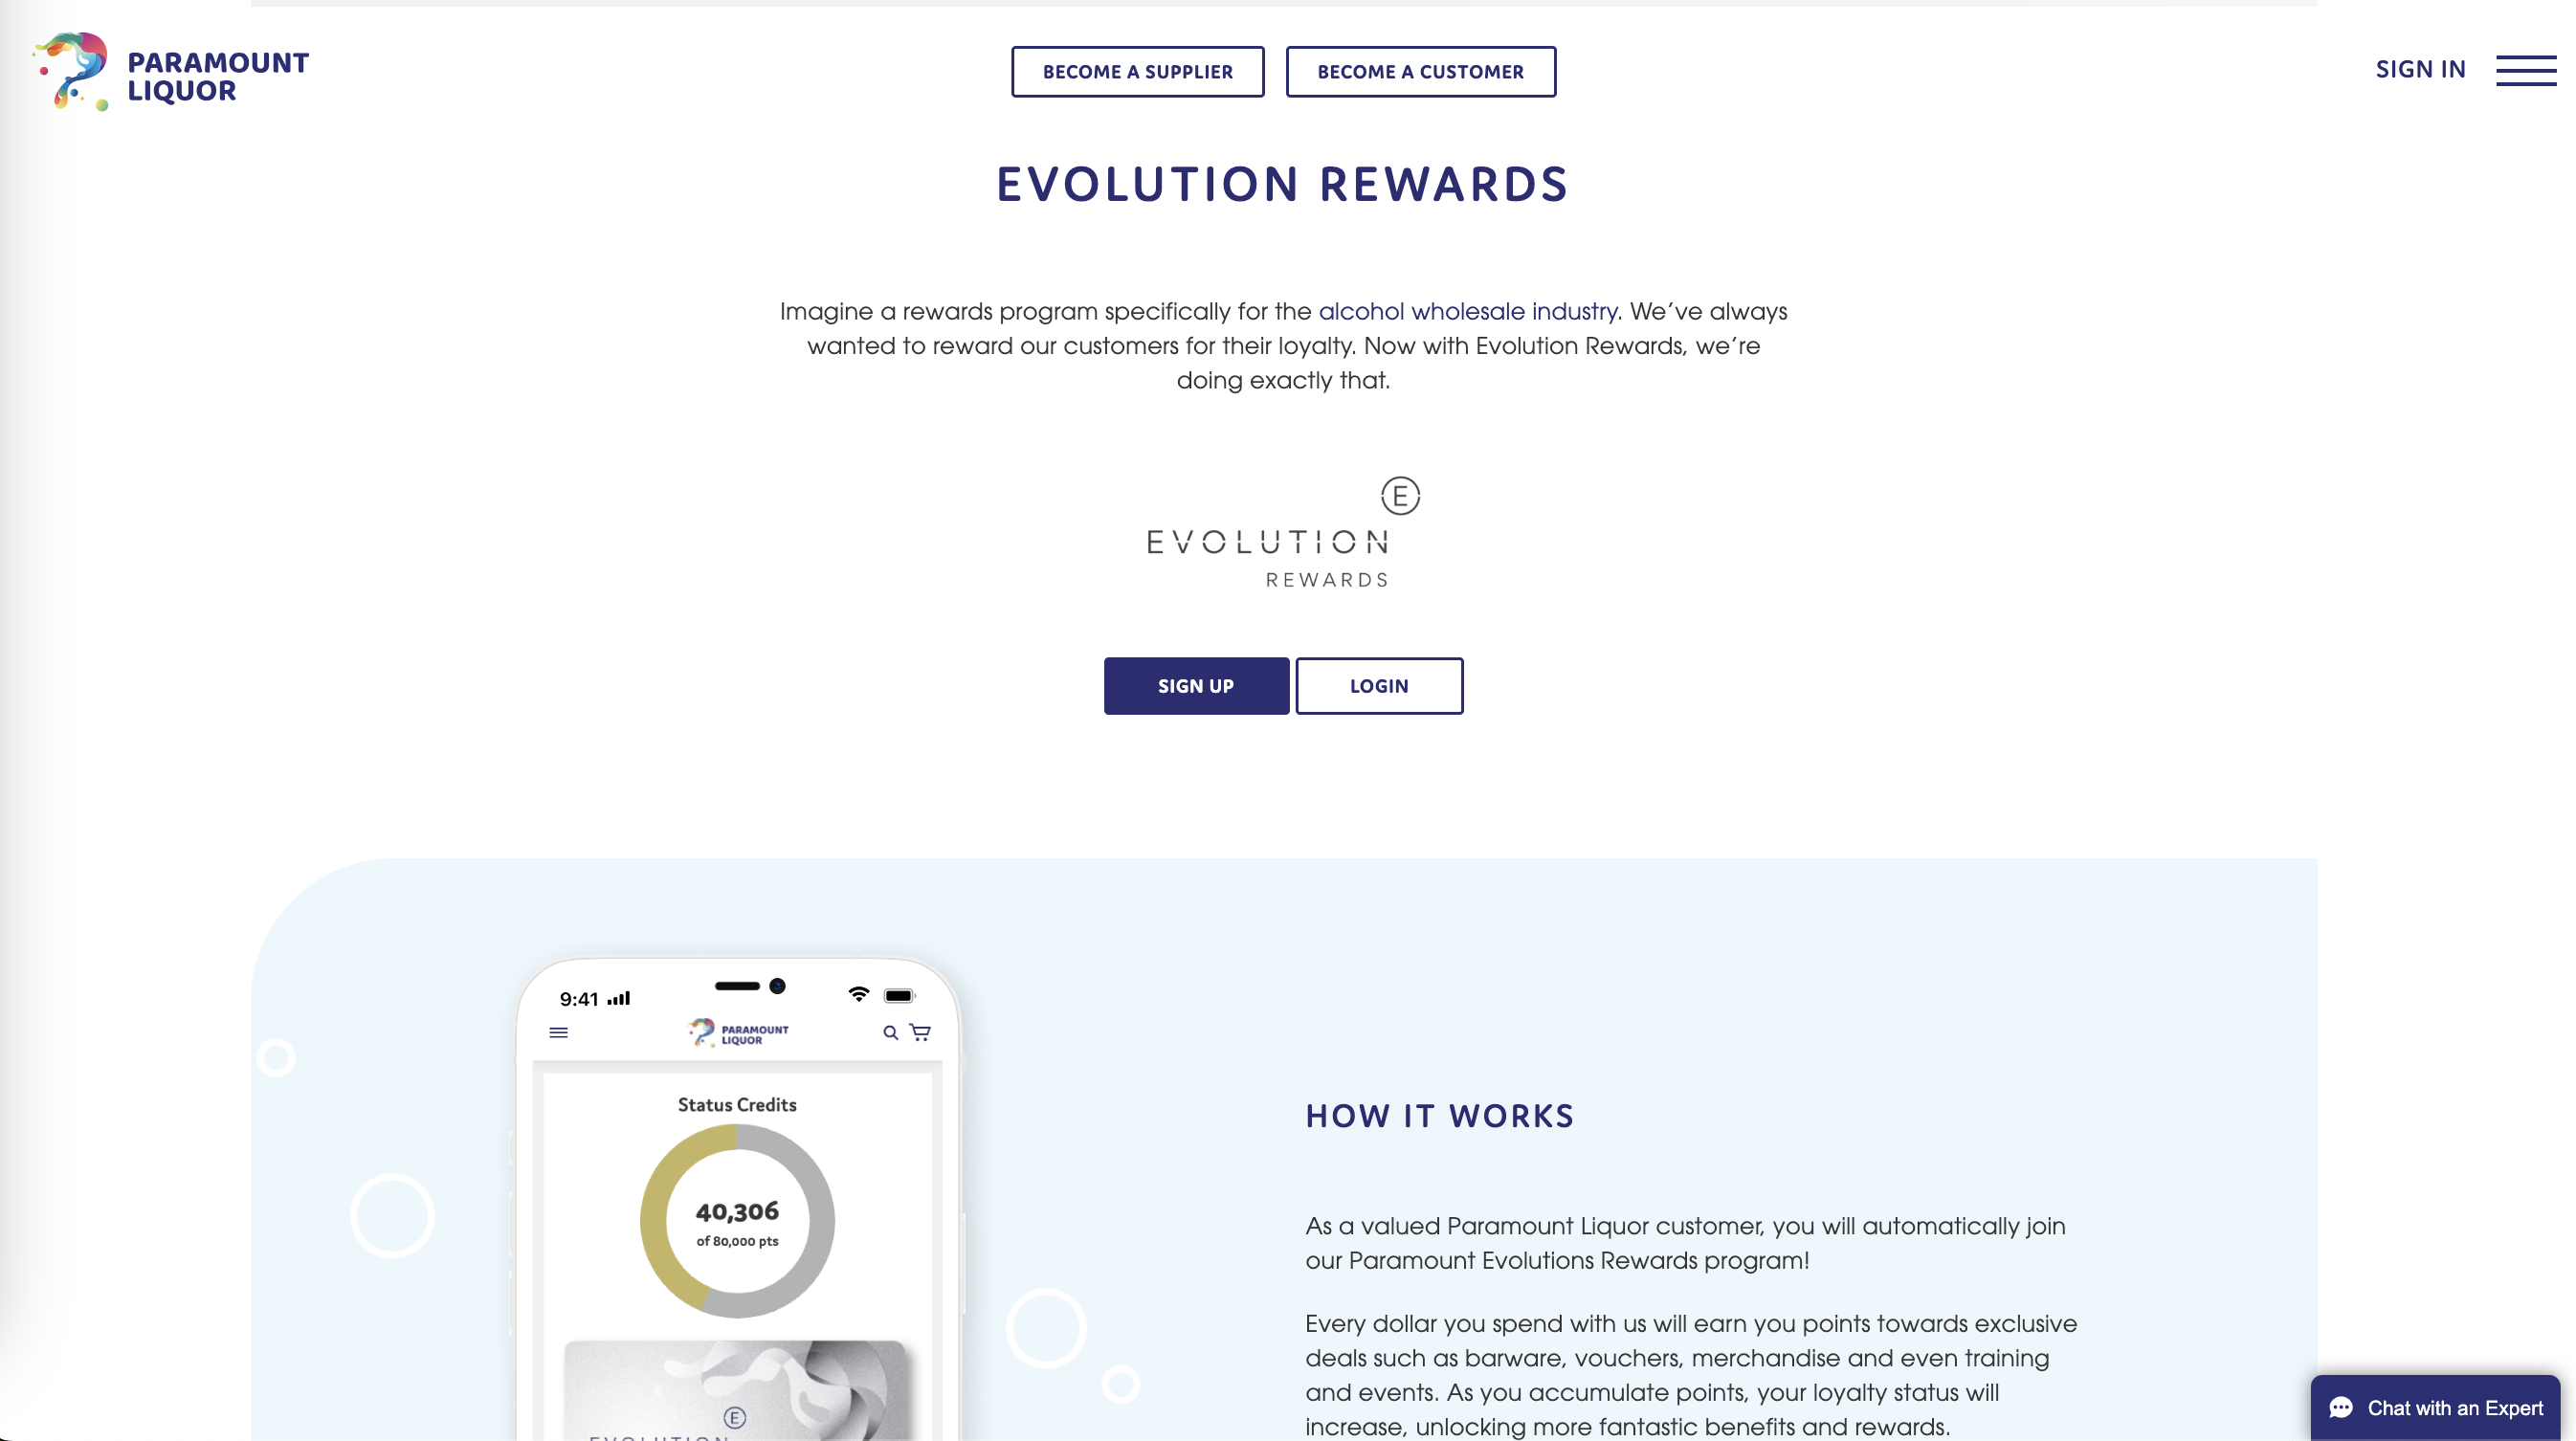 PARAMOUNT
LIQUOR
BECOME A SUPPLIER
BECOME A CUSTOMER
SIGN IN
EVOLUTION REWARDS
Imagine a rewards program specifically for the alcohol wholesale industry. We've always
wanted to reward our customers for their loyalty. Now with Evolution Rewards, we're
doing exactly that.
E
EVOLUTION
REWARDS
SIGN UP
LOGIN
9:41
PARAMOUNT
LIQUOR
Status Credits
40,306
of 80,000 pts
E
EVOLUTION
HOW IT WORKS
As a valued Paramount Liquor customer, you will automatically join
our Paramount Evolutions Rewards program!
Every dollar you spend with us will earn you points towards exclusive
deals such as barware, vouchers, merchandise and even training
and events. As you accumulate points, your loyalty status will
increase, unlocking more fantastic benefits and rewards.
Chat with an Expert